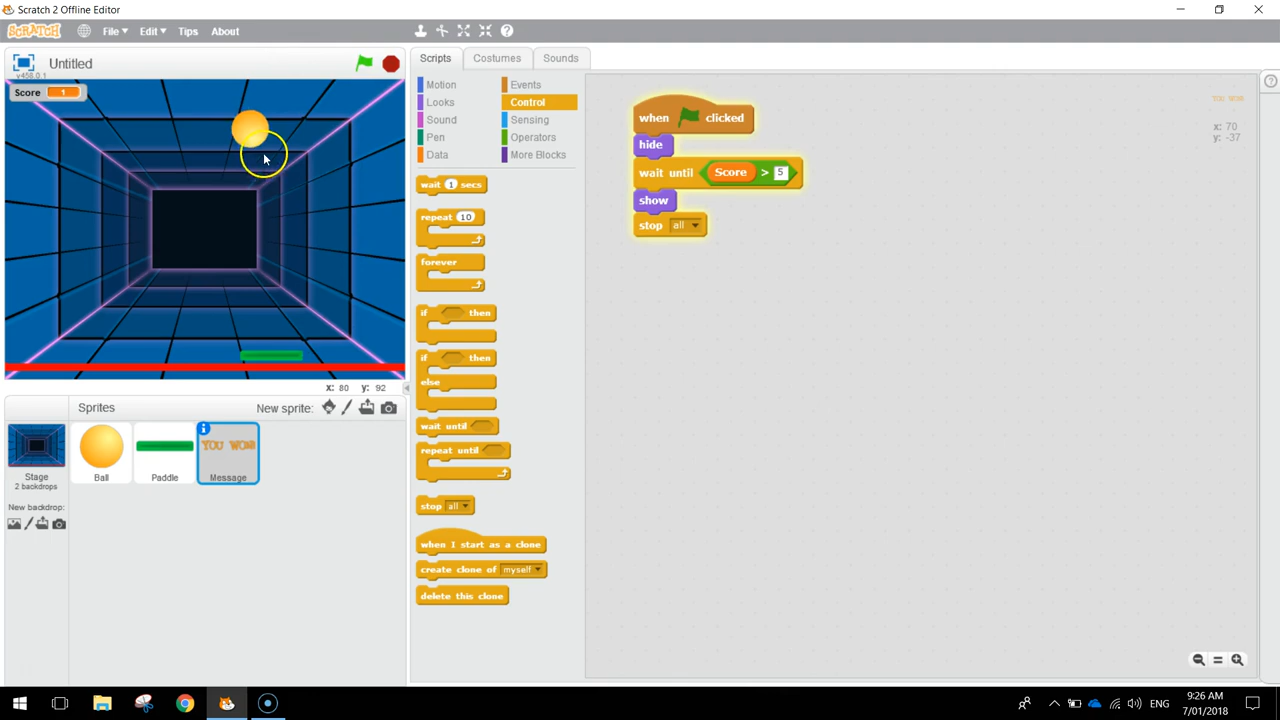 Scratch 2 Offline Editor
SCRATCH File Edit Tips About
Untitled
v458.0.1
Score 1
x: 80 y: 92
Sprites New sprite:
Stage
2 backdrops
New backdrop:
Ball
Paddle
YOU WON!
Message
Scripts Costumes Sounds
Motion Events
Looks Control
Sound Sensing
Pen Operators
Data More Blocks
wait 1 secs
repeat 10
forever
if then
if then
else
wait until
repeat until
stop all
when I start as a clone
create clone of myself
delete this clone
when clicked
hide
wait until Score > 5
show
stop all
YOU WON!
x: 70
y: -37
ENG
9:26 AM
7/01/2018